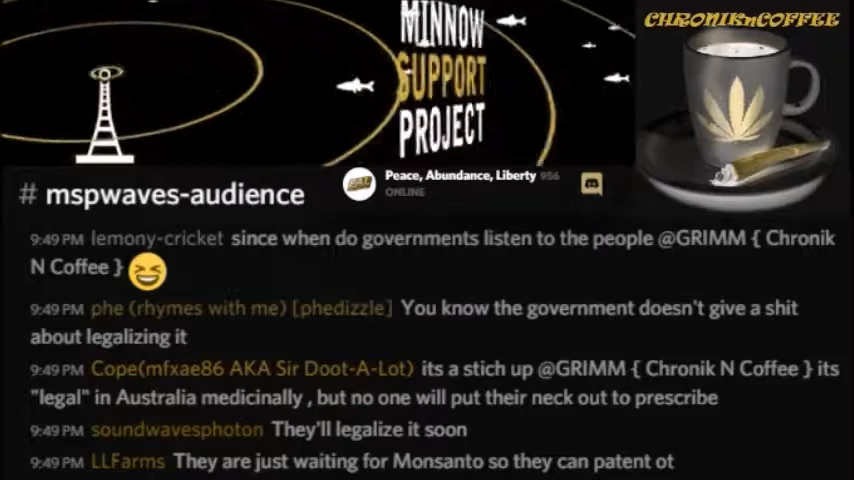 MINNOW
SUPPORT
PROJECT
CHRONIKnCOFFEE
# mspwaves-audience
Peace, Abundance, Liberty 956
ONLINE
9:49 PM lemony-cricket since when do governments listen to the people @GRIMM { Chronik
N Coffee } 😆
9:49 PM phe (rhymes with me) [phedizzle] You know the government doesn't give a shit
about legalizing it
9:49 PM Cope(mfxae86 AKA Sir Doot-A-Lot) its a stich up @GRIMM { Chronik N Coffee } its
"legal" in Australia medicinally , but no one will put their neck out to prescribe
9:49 PM soundwavesphoton They'll legalize it soon
9:49 PM LLFarms They are just waiting for Monsanto so they can patent ot